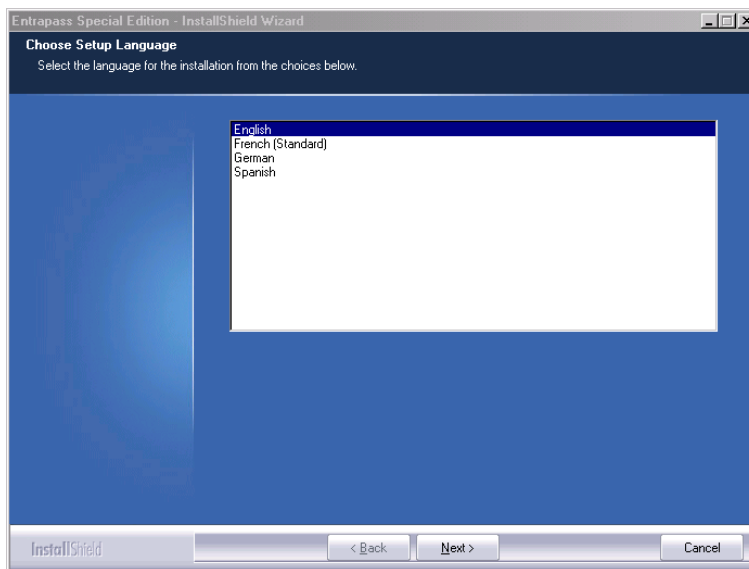 Entrapass Special Edition - InstallShield Wizard
Choose Setup Language
Select the language for the installation from the choices below.
English
French (Standard)
German
Spanish
InstallShield
< Back
Next >
Cancel